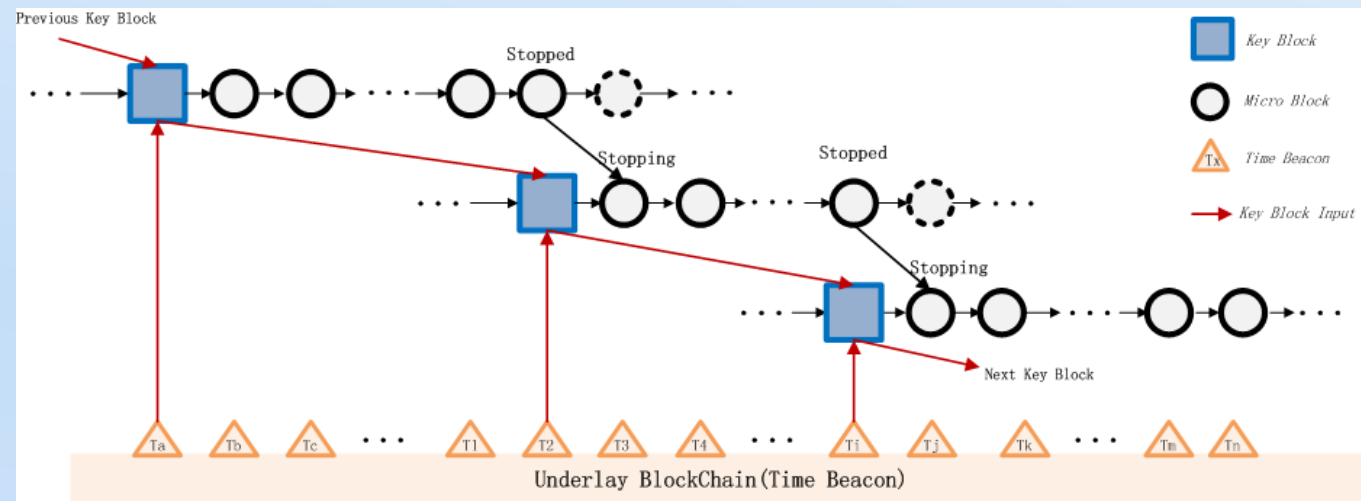 Previous Key Block
Key Block
Stopped
Micro Block
Stopping
Stopped
Tx
Time Beacon
Key Block Input
Stopping
Next Key Block
Ta
Tb
Tc
T1
T2
T3
T4
Ti
Tj
Tk
Tm
Tn
Underlay BlockChain(Time Beacon)